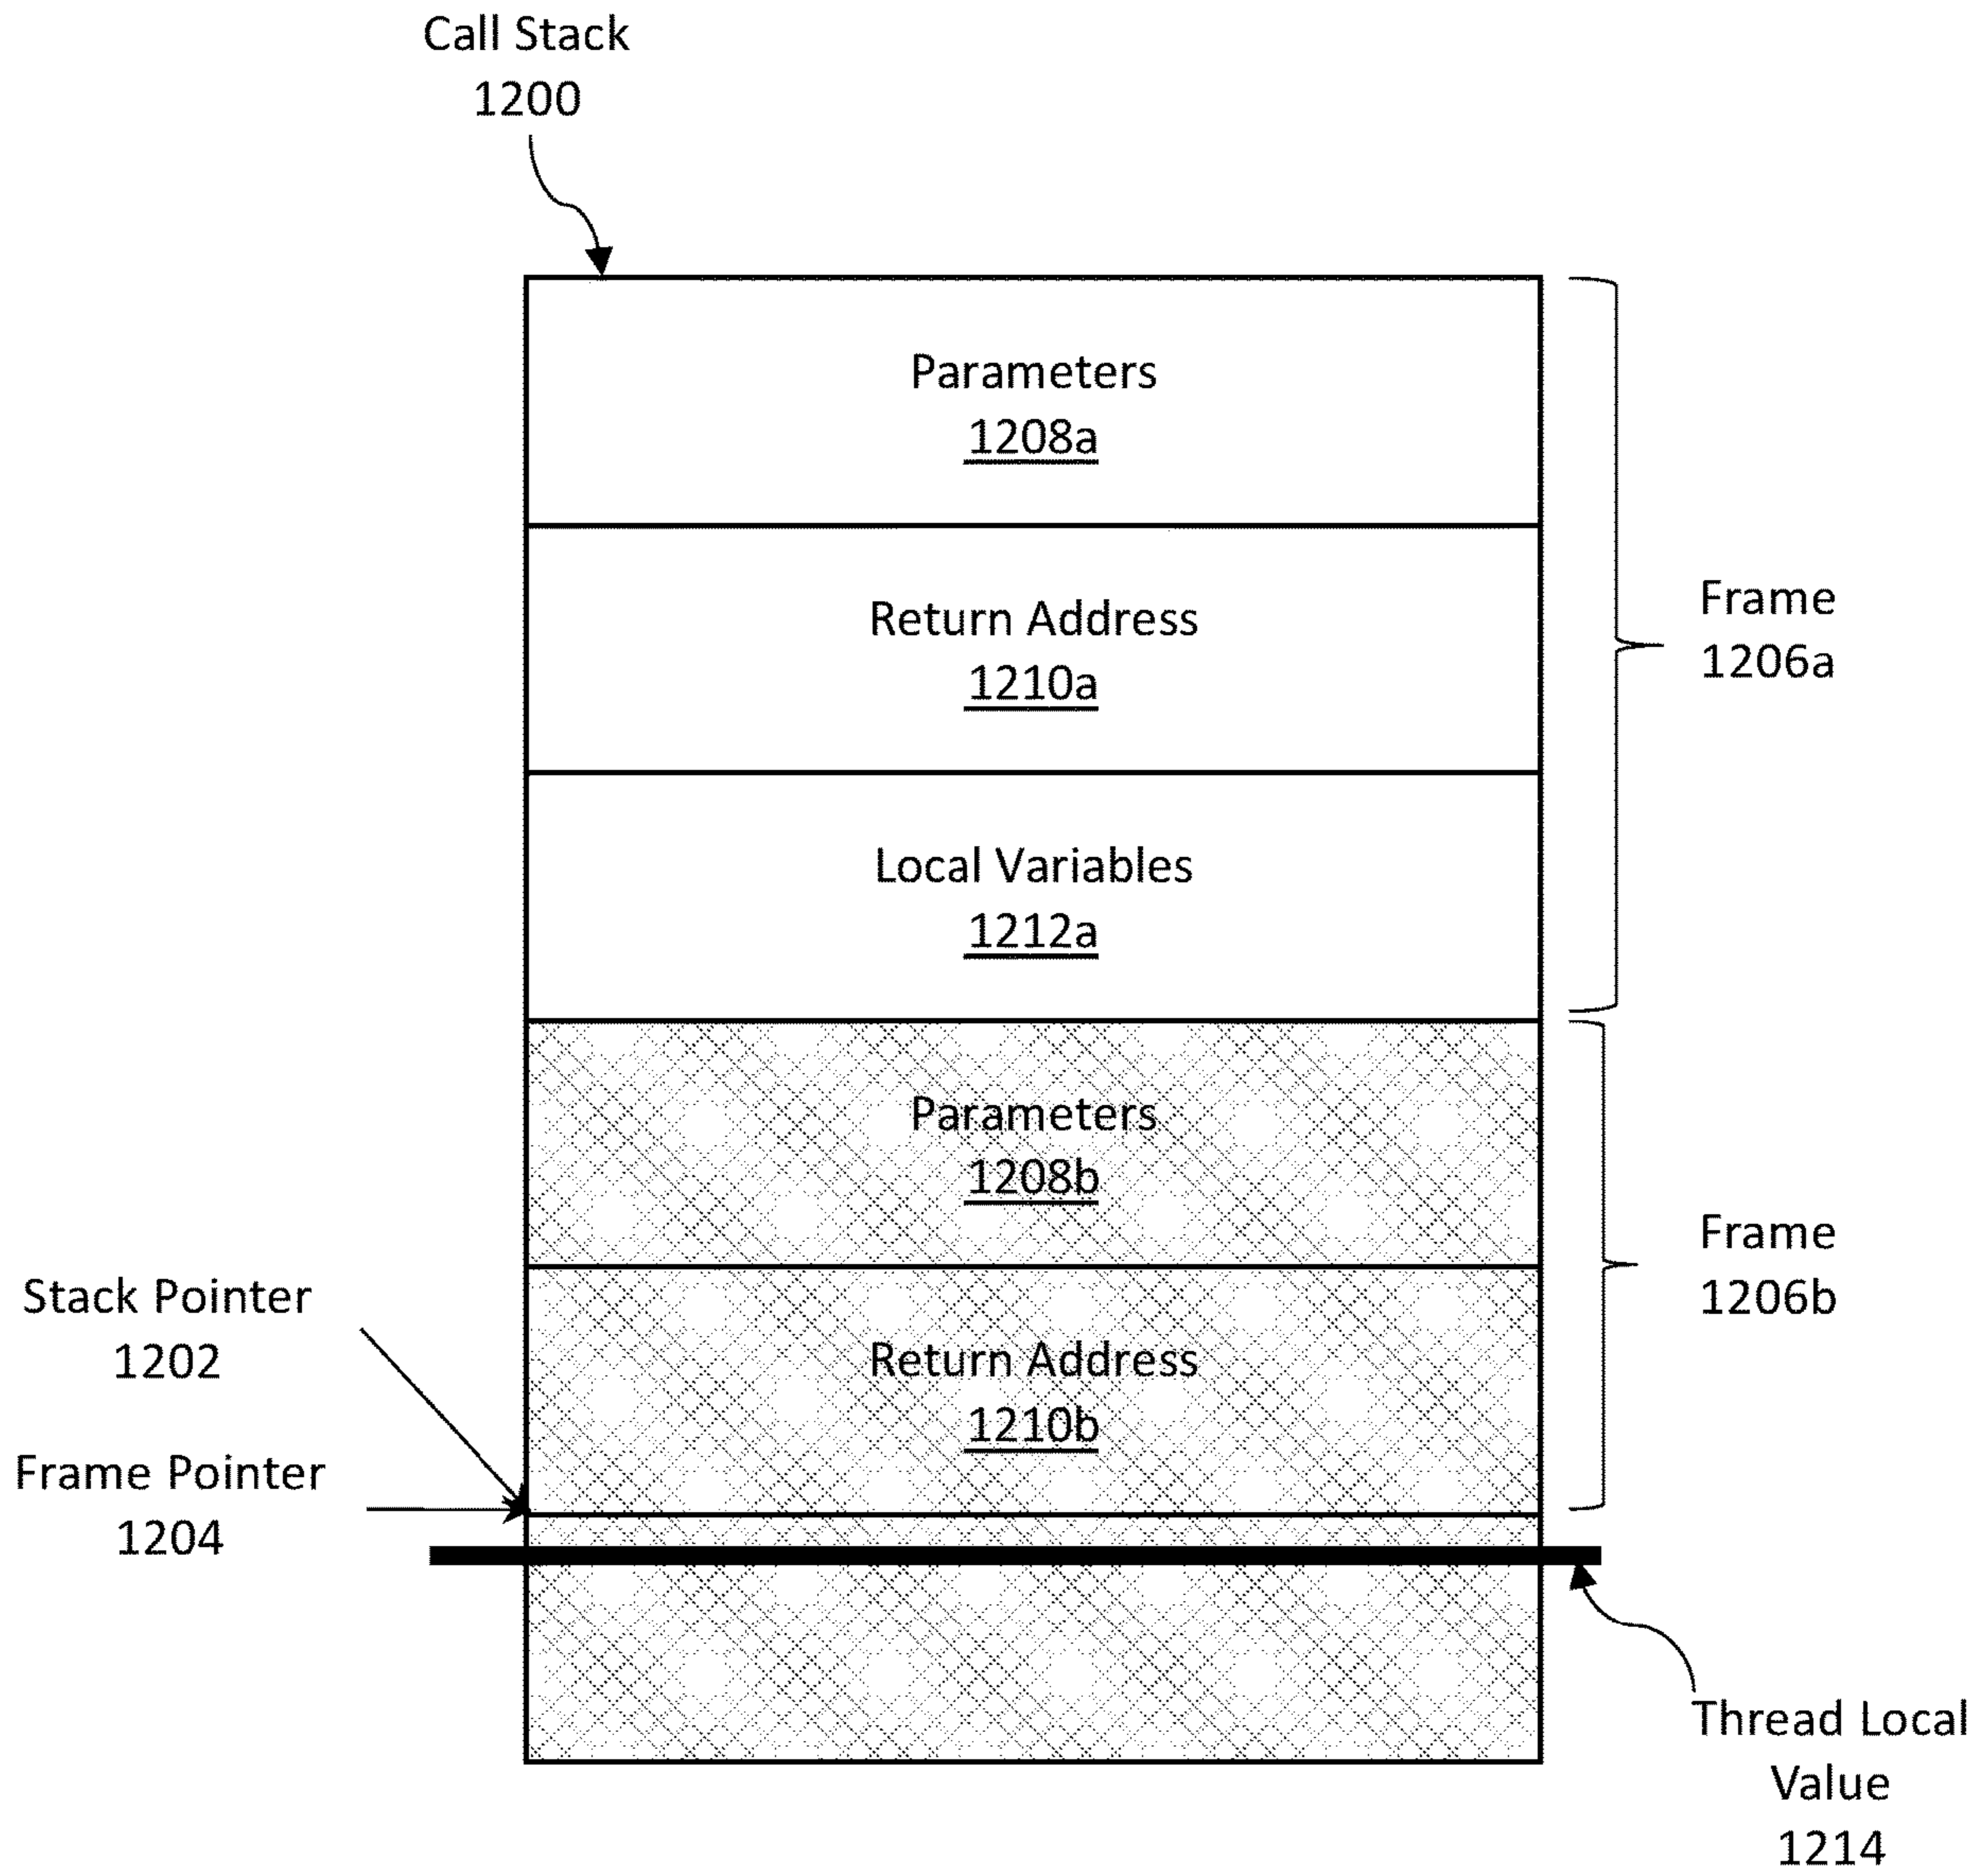 Call Stack
1200
Parameters
1208a
Return Address
1210a
Frame
1206a
Local Variables
1212a
Parameters
1208b
Frame
1206b
Stack Pointer
1202
Return Address
1210b
Frame Pointer
1204
Thread Local
Value
1214